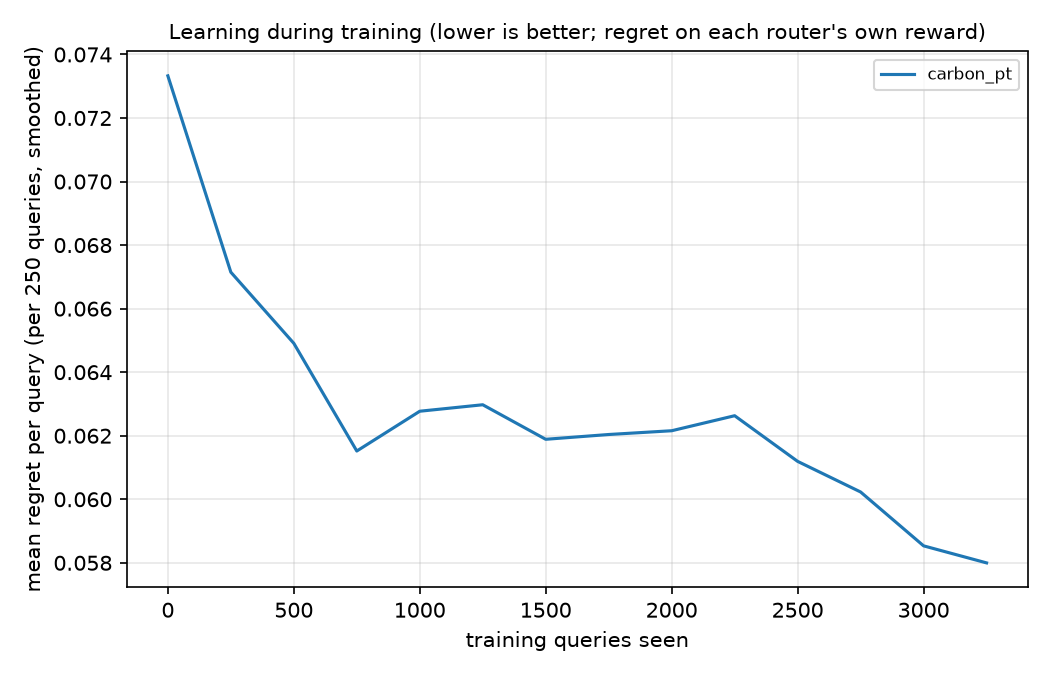 Learning during training (lower is better; regret on each router's own reward)
carbon_pt
mean regret per query (per 250 queries, smoothed)
0.074
0.072
0.070
0.068
0.066
0.064
0.062
0.060
0.058
0 500 1000 1500 2000 2500 3000
training queries seen